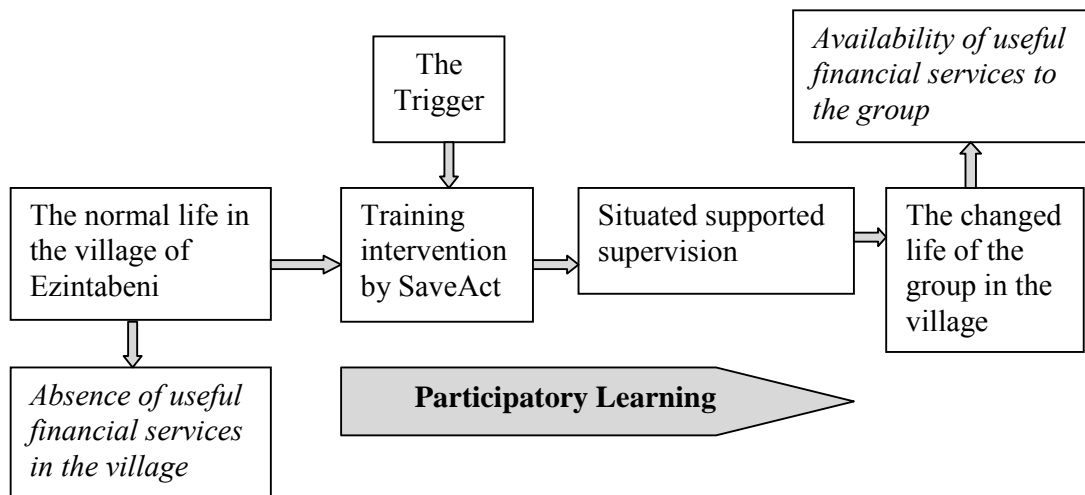 The
Trigger
Availability of useful
financial services to
the group
The normal life in
the village of
Ezintabeni
Training
intervention
by SaveAct
Situated supported
supervision
The changed
life of the
group in the
village
Absence of useful
financial services
in the village
Participatory Learning